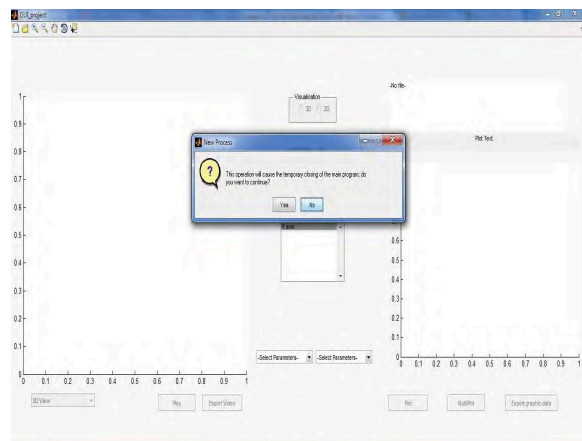 GUI_project
-No file-
Visualisation
2D 3D
Plot Text
New Process
This operation will cause the temporary closing of the main program; do
you want to continue?
Yes No
X axis
1
0.9
0.8
0.7
0.6
0.5
0.4
0.3
0.2
0.1
0
0 0.1 0.2 0.3 0.4 0.5 0.6 0.7 0.8 0.9 1
0.6
0.5
0.4
0.3
0.2
0.1
0
0 0.1 0.2 0.3 0.4 0.5 0.6 0.7 0.8 0.9 1
-Select Parameters- -Select Parameters-
3D View
Play Export Video
Plot MultiPlot Export graphic data